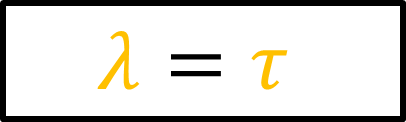 λ = τ